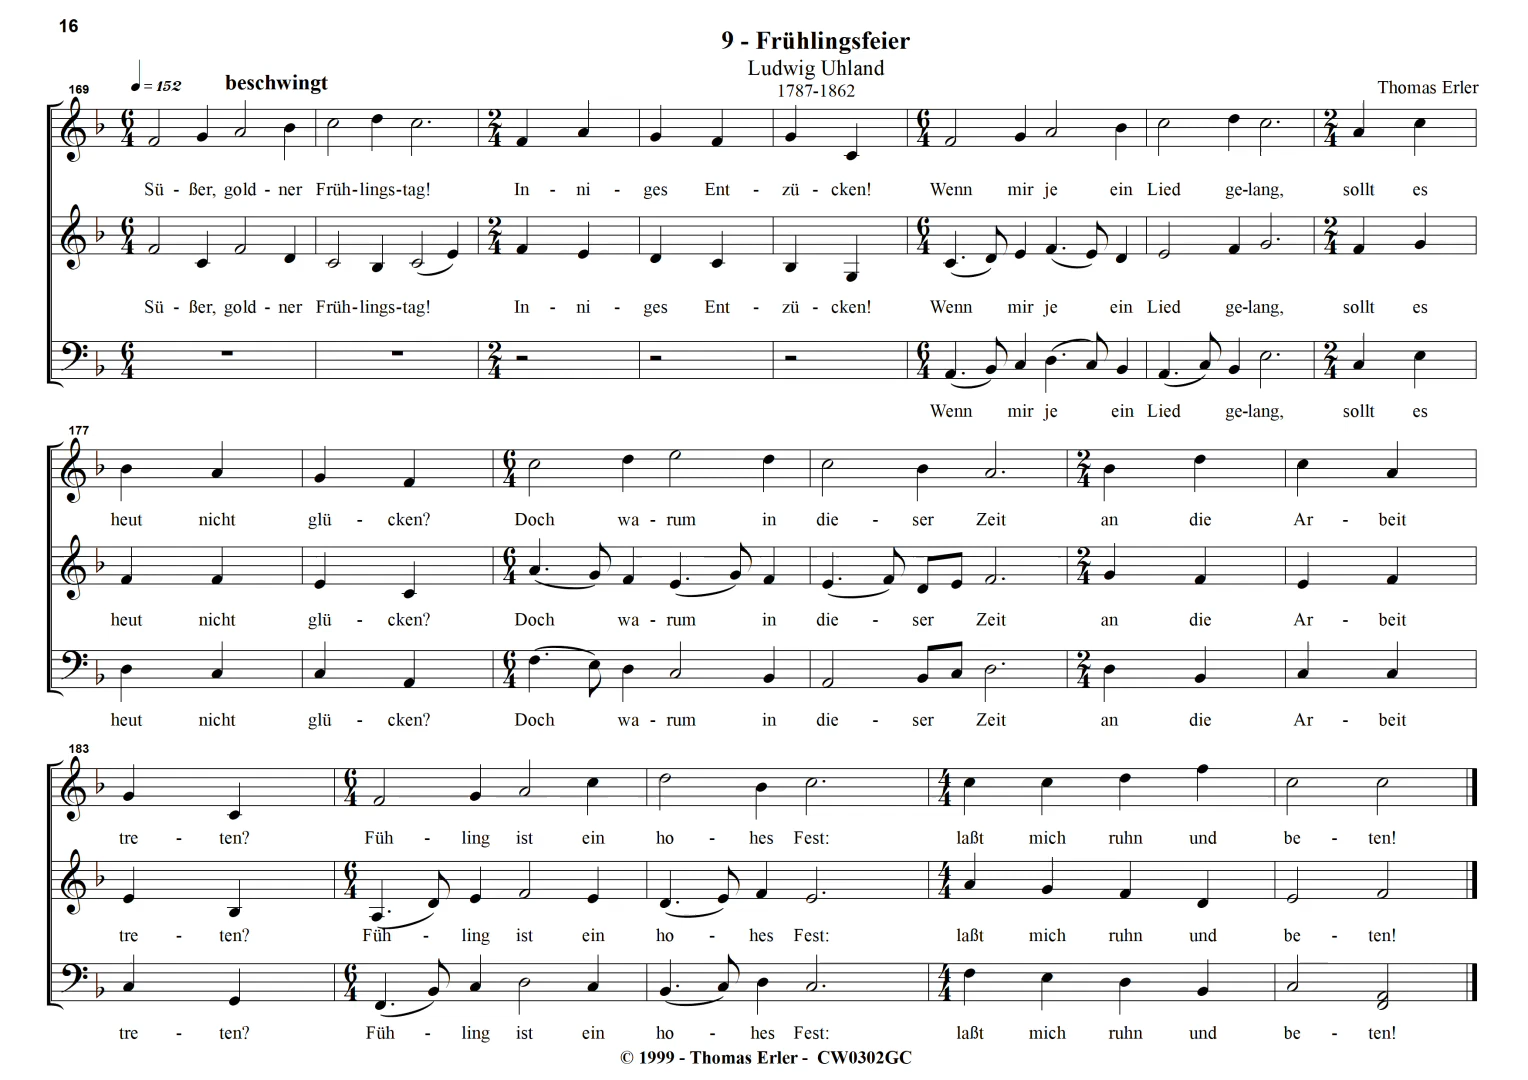 16
9 - Frühlingsfeier
Ludwig Uhland
1787-1862
= 152 beschwingt
Thomas Erler
169
Sü - ßer, gold - ner Früh-lings-tag! In - ni - ges Ent - zü - cken! Wenn mir je ein Lied ge-lang, sollt es
Sü - ßer, gold - ner Früh-lings-tag! In - ni - ges Ent - zü - cken! Wenn mir je ein Lied ge-lang, sollt es
Wenn mir je ein Lied ge-lang, sollt es
177
heut nicht glü - cken? Doch wa - rum in die - ser Zeit an die Ar - beit
heut nicht glü - cken? Doch wa - rum in die - ser Zeit an die Ar - beit
heut nicht glü - cken? Doch wa - rum in die - ser Zeit an die Ar - beit
183
tre - ten? Füh - ling ist ein ho - hes Fest: laßt mich ruhn und be - ten!
tre - ten? Füh - ling ist ein ho - hes Fest: laßt mich ruhn und be - ten!
tre - ten? Füh - ling ist ein ho - hes Fest: laßt mich ruhn und be - ten!
© 1999 - Thomas Erler - CW0302GC